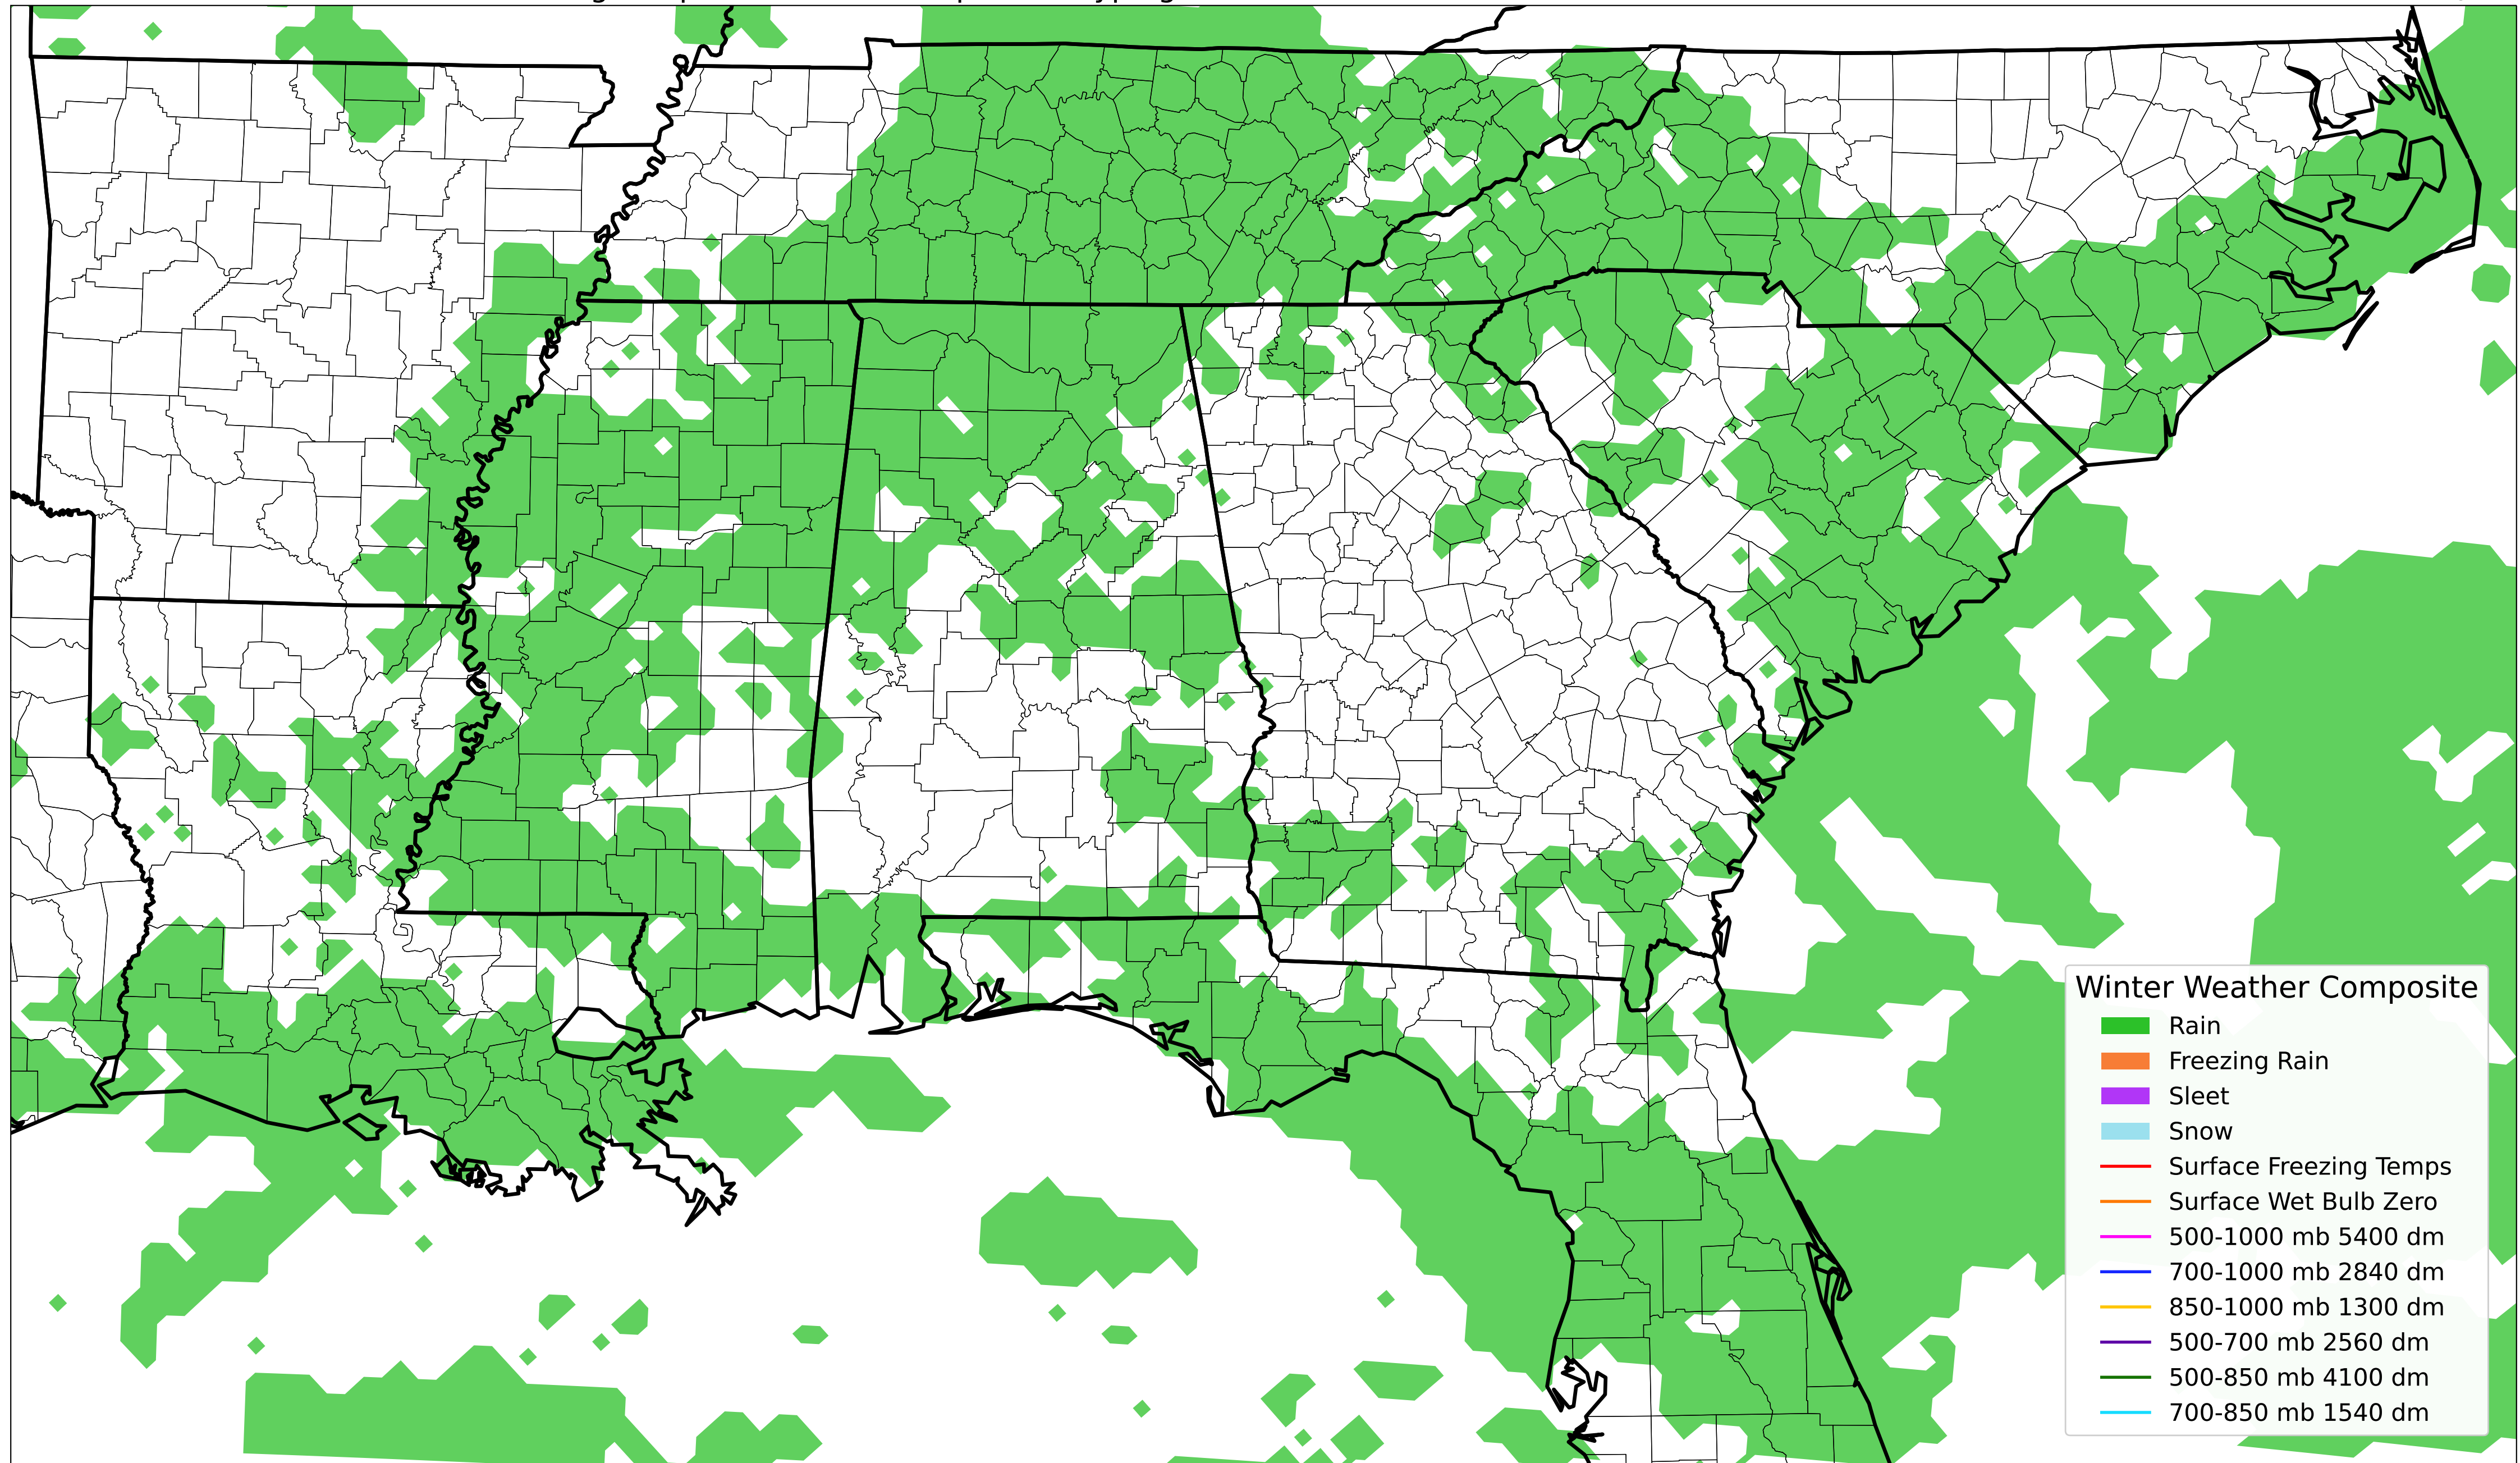 Winter Weather Composite
Rain
Freezing Rain
Sleet
Snow
Surface Freezing Temps
Surface Wet Bulb Zero
500-1000 mb 5400 dm
700-1000 mb 2840 dm
850-1000 mb 1300 dm
500-700 mb 2560 dm
500-850 mb 4100 dm
700-850 mb 1540 dm